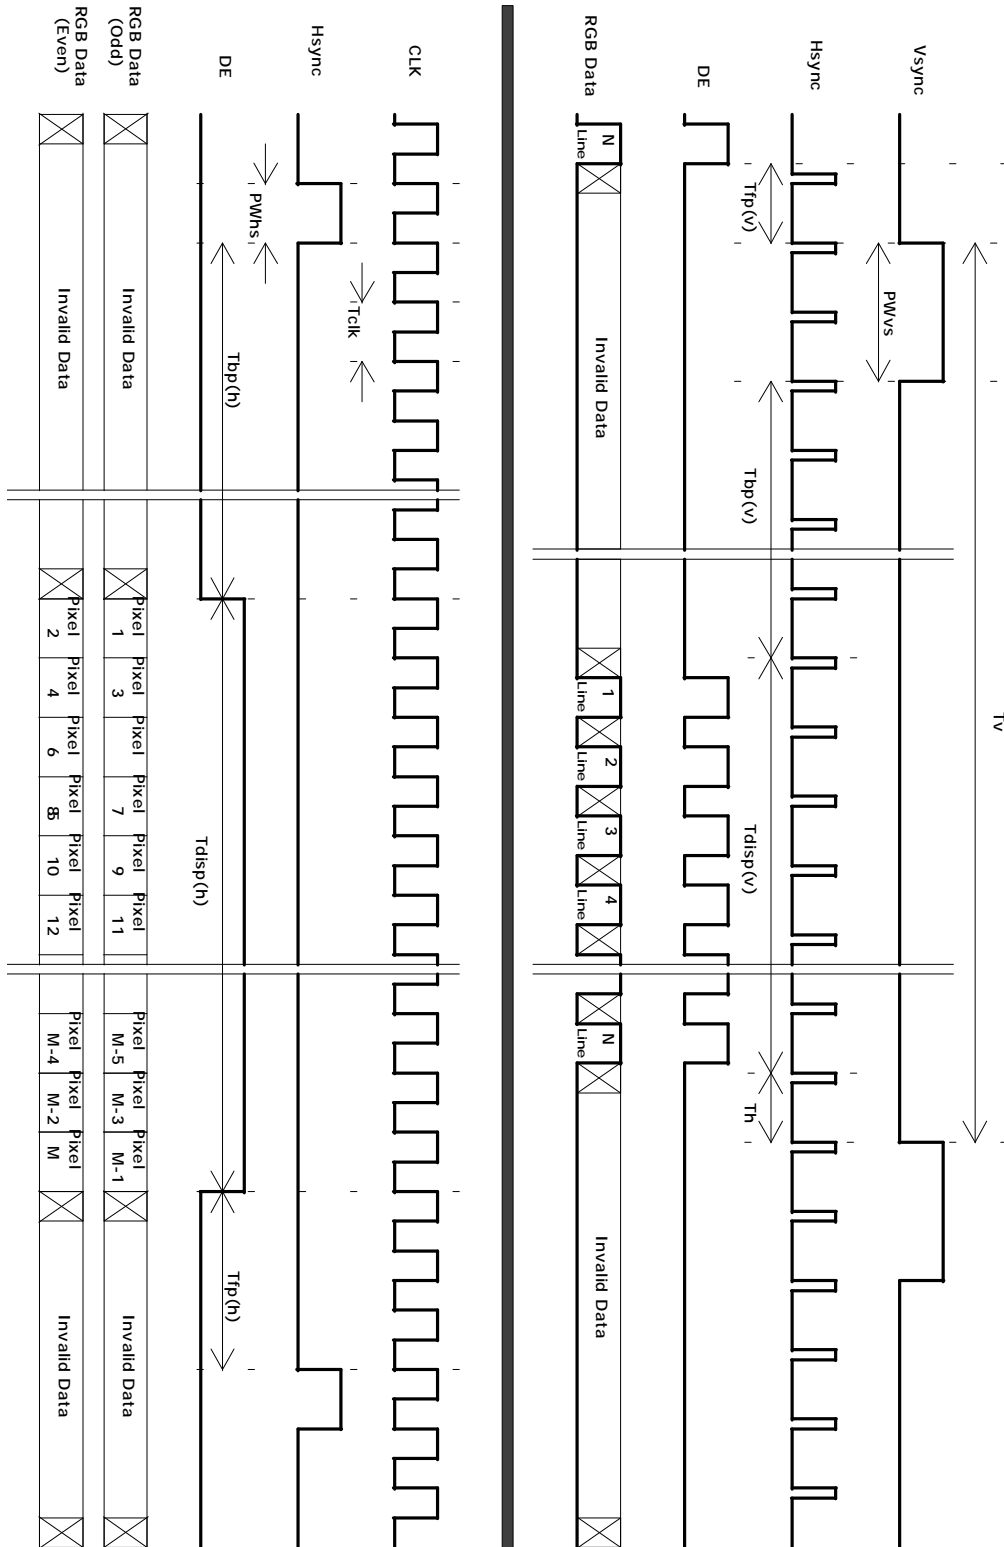 Vsync
Tv
PWvs
Hsync
Tfp(v)
Tbp(v)
Tdisp(v)
Th
DE
RGB Data
Line N
Invalid Data
Line 1
Line 2
Line 3
Line 4
Line N
Invalid Data
CLK
Tclk
Hsync
PWhs
DE
Tbp(h)
Tdisp(h)
Tfp(h)
RGB Data
(Odd)
Invalid Data
Pixel
1
Pixel
3
Pixel
Pixel
7
Pixel
9
Pixel
11
Pixel
M-5
Pixel
M-3
Pixel
M-1
Invalid Data
RGB Data
(Even)
Invalid Data
Pixel
2
Pixel
4
Pixel
6
Pixel
8
Pixel
10
Pixel
12
Pixel
M-4
Pixel
M-2
Pixel
M
Invalid Data